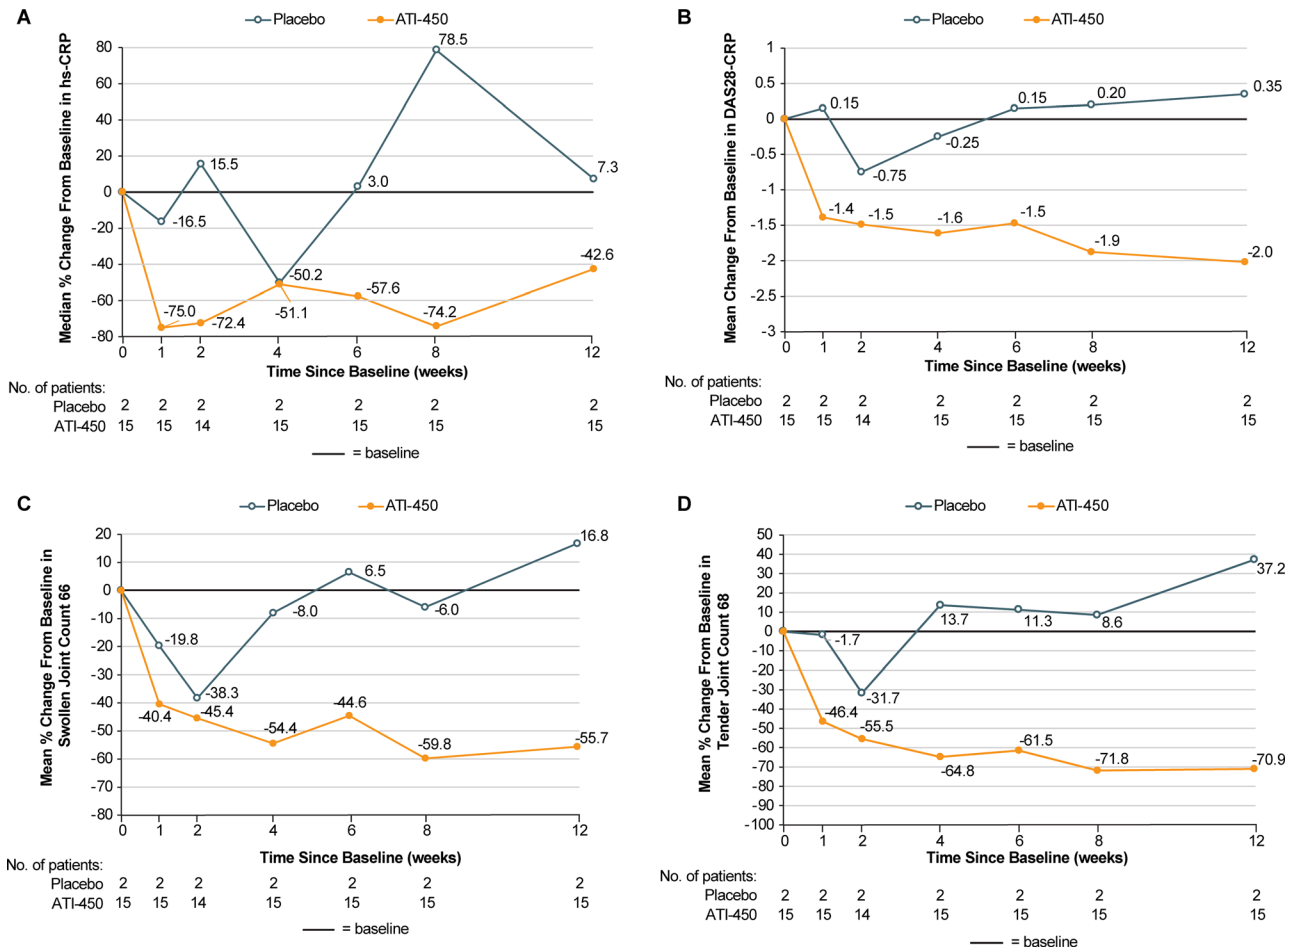 A
Placebo ATI-450
Median % Change From Baseline in hs-CRP
80
60
40
20
0
-20
-40
-60
-80
-16.5
15.5
-50.2
3.0
78.5
7.3
-75.0
-72.4
-51.1
-57.6
-74.2
-42.6
0 1 2 4 6 8 12
Time Since Baseline (weeks)
No. of patients:
Placebo 2 2 2 2 2 2 2
ATI-450 15 15 14 15 15 15 15
= baseline
B
Placebo ATI-450
Mean Change From Baseline in DAS28-CRP
1
0.5
0
-0.5
-1
-1.5
-2
-2.5
-3
0.15
-0.75
-0.25
0.15
0.20
0.35
-1.4
-1.5
-1.6
-1.5
-1.9
-2.0
0 1 2 4 6 8 12
Time Since Baseline (weeks)
No. of patients:
Placebo 2 2 2 2 2 2 2
ATI-450 15 15 14 15 15 15 15
= baseline
C
Placebo ATI-450
Mean % Change From Baseline in
Swollen Joint Count 66
20
10
0
-10
-20
-30
-40
-50
-60
-70
-80
-19.8
-38.3
-8.0
6.5
-6.0
16.8
-40.4
-45.4
-54.4
-44.6
-59.8
-55.7
0 1 2 4 6 8 12
Time Since Baseline (weeks)
No. of patients:
Placebo 2 2 2 2 2 2 2
ATI-450 15 15 14 15 15 15 15
= baseline
D
Placebo ATI-450
Mean % Change From Baseline in
Tender Joint Count 68
50
40
30
20
10
0
-10
-20
-30
-40
-50
-60
-70
-80
-90
-100
-1.7
-31.7
13.7
11.3
8.6
37.2
-46.4
-55.5
-64.8
-61.5
-71.8
-70.9
0 1 2 4 6 8 12
Time Since Baseline (weeks)
No. of patients:
Placebo 2 2 2 2 2 2 2
ATI-450 15 15 14 15 15 15 15
= baseline